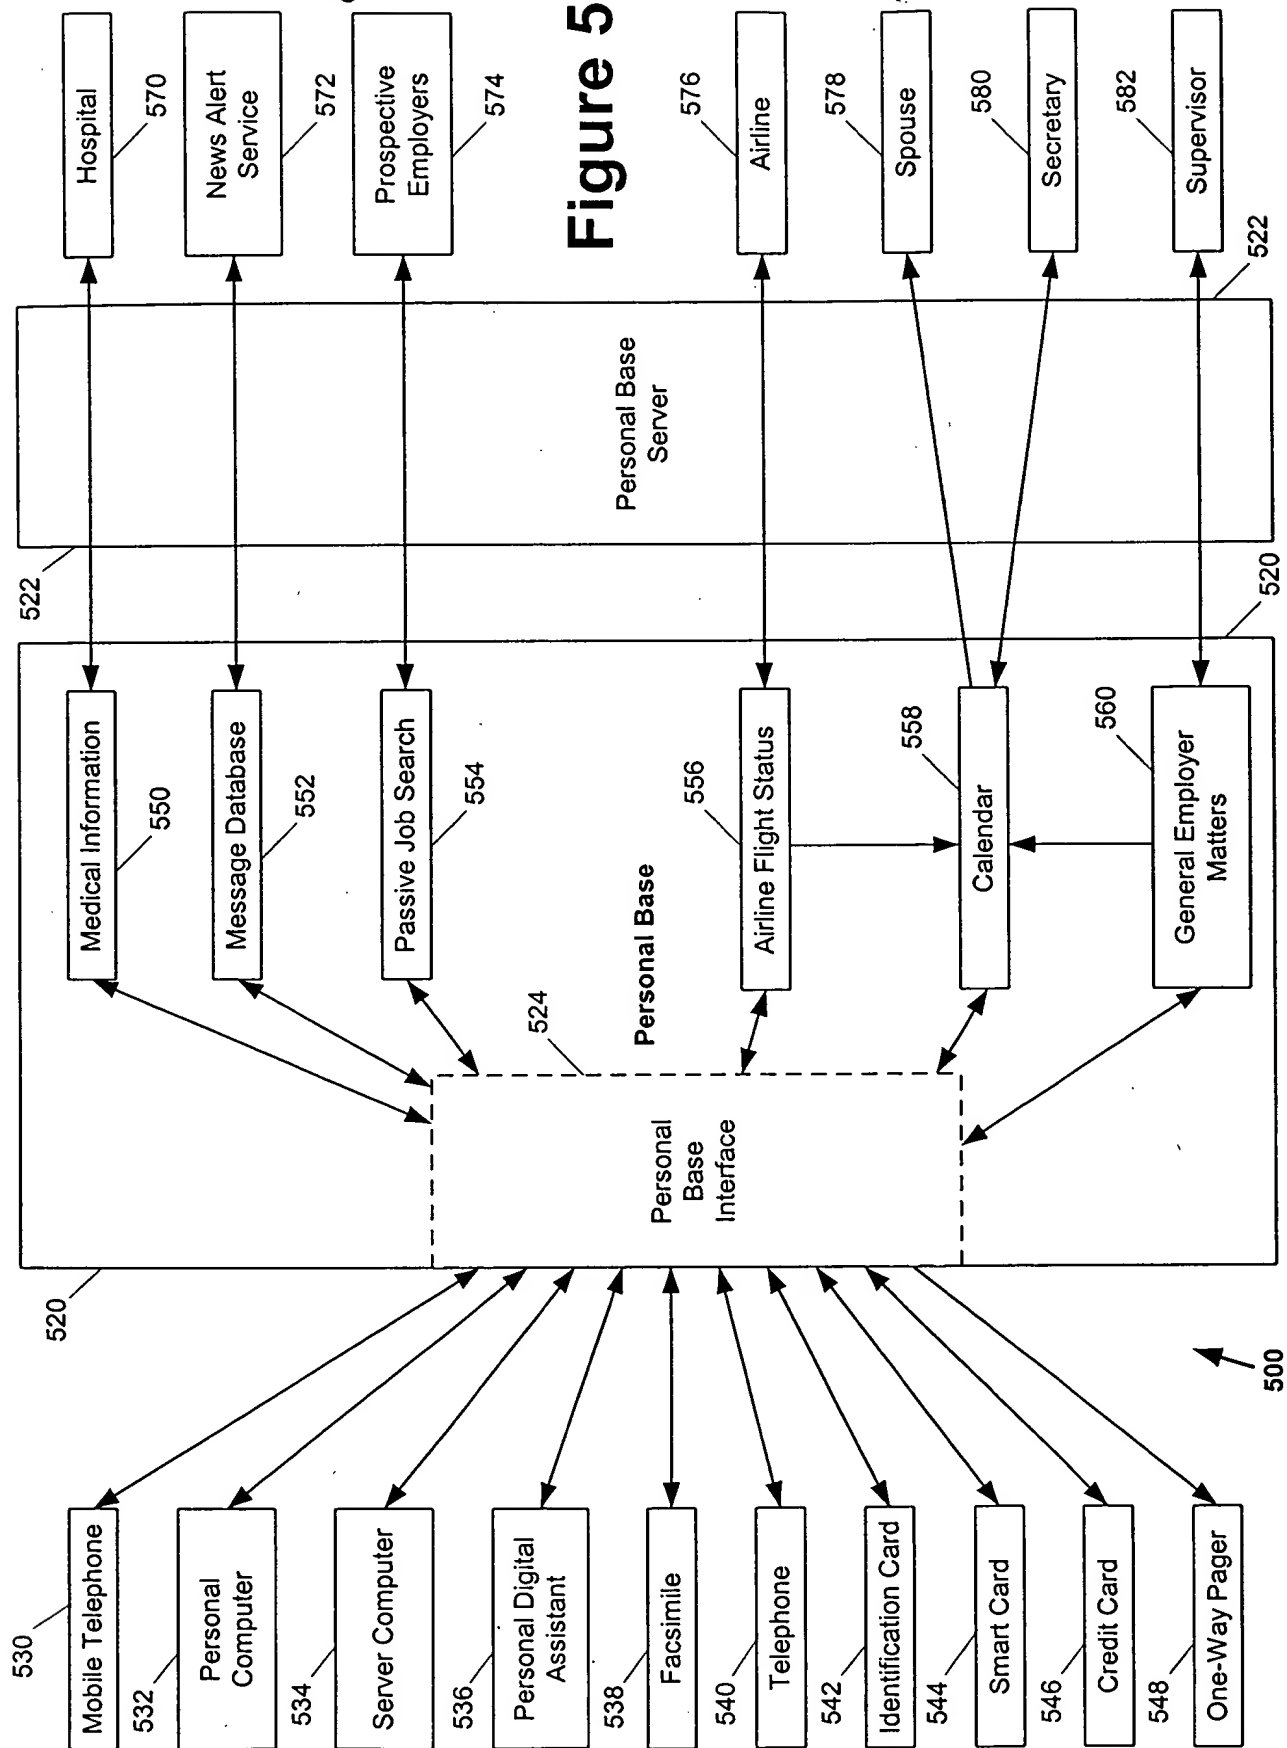 Figure 5
500
Mobile Telephone
530
Personal
Computer
532
Server Computer
534
Personal Digital
Assistant
536
Facsimile
538
Telephone
540
Identification Card
542
Smart Card
544
Credit Card
546
One-Way Pager
548
520
Personal
Base
Interface
524
Personal Base
Medical Information
550
Message Database
552
Passive Job Search
554
Airline Flight Status
556
Calendar
558
General Employer
Matters
560
520
522
Personal Base
Server
522
Hospital
570
News Alert
Service
572
Prospective
Employers
574
Airline
576
Spouse
578
Secretary
580
Supervisor
582